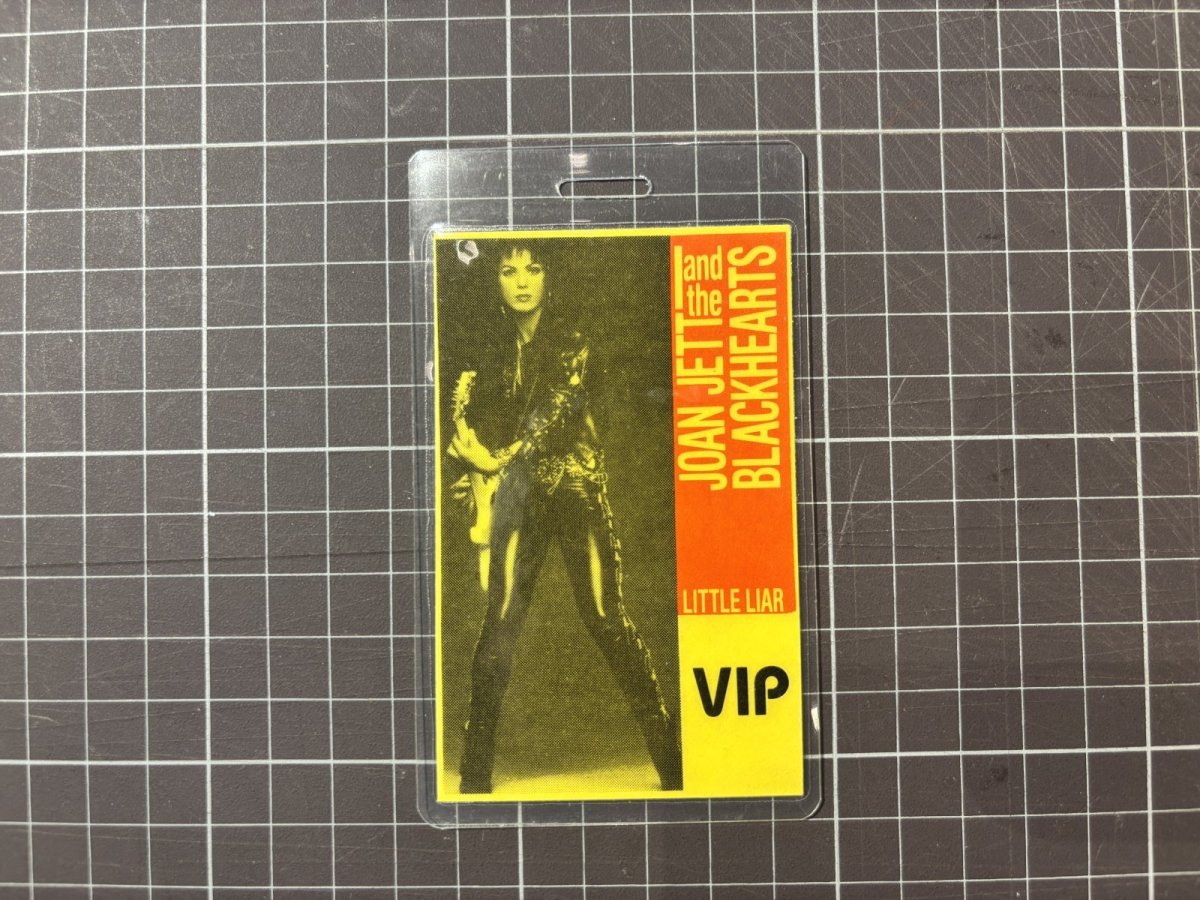 JOAN JETT and
the
BLACKHEARTS
LITTLE LIAR
VIP